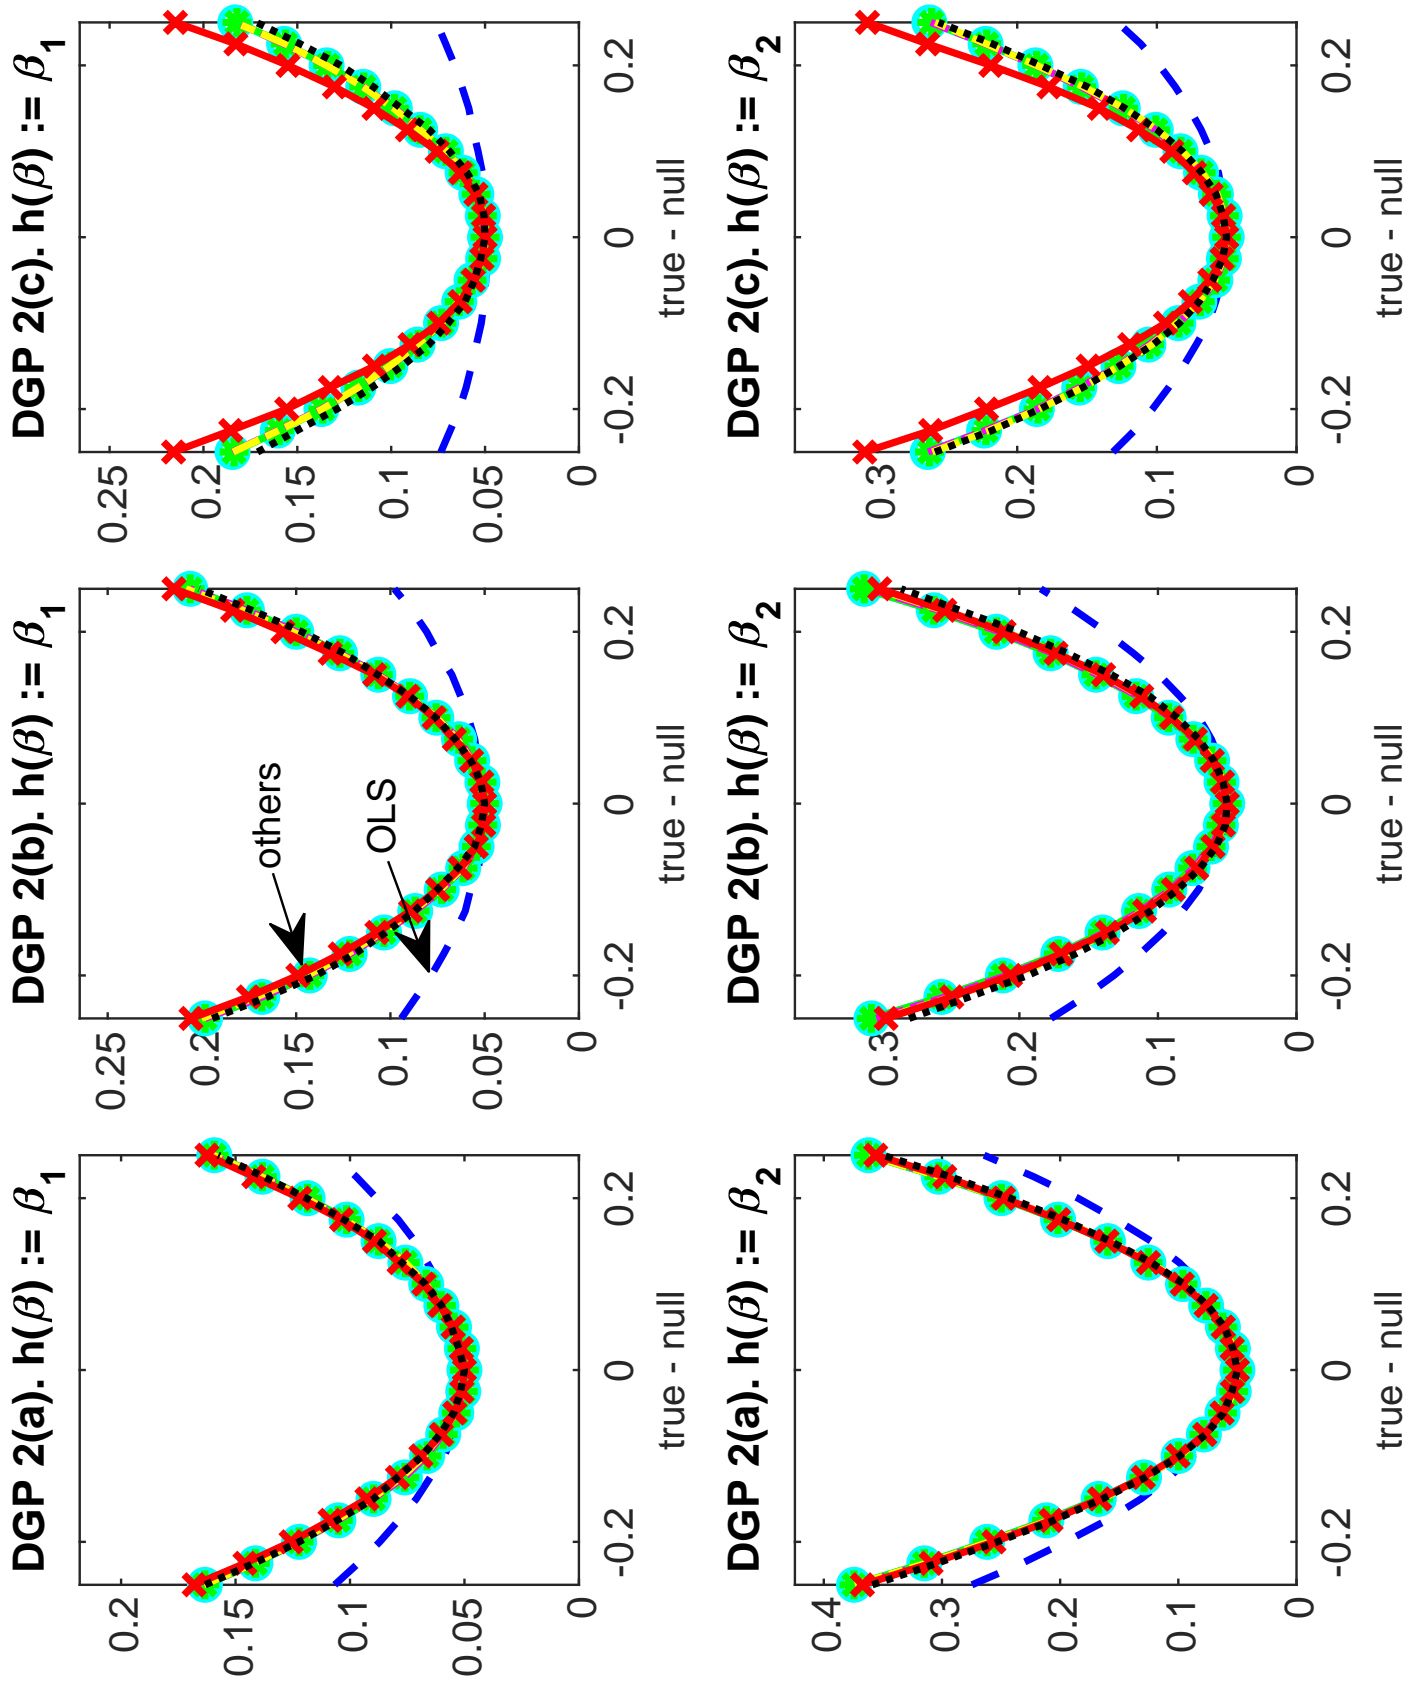 DGP 2(a). h(β) := β1
0.2
0.15
0.1
0.05
0
-0.2 0 0.2
true - null
DGP 2(b). h(β) := β1
0.25
0.2
0.15
0.1
0.05
0
others
OLS
-0.2 0 0.2
true - null
DGP 2(c). h(β) := β1
0.25
0.2
0.15
0.1
0.05
0
-0.2 0 0.2
true - null
DGP 2(a). h(β) := β2
0.4
0.3
0.2
0.1
0
-0.2 0 0.2
true - null
DGP 2(b). h(β) := β2
0.3
0.2
0.1
0
-0.2 0 0.2
true - null
DGP 2(c). h(β) := β2
0.3
0.2
0.1
0
-0.2 0 0.2
true - null